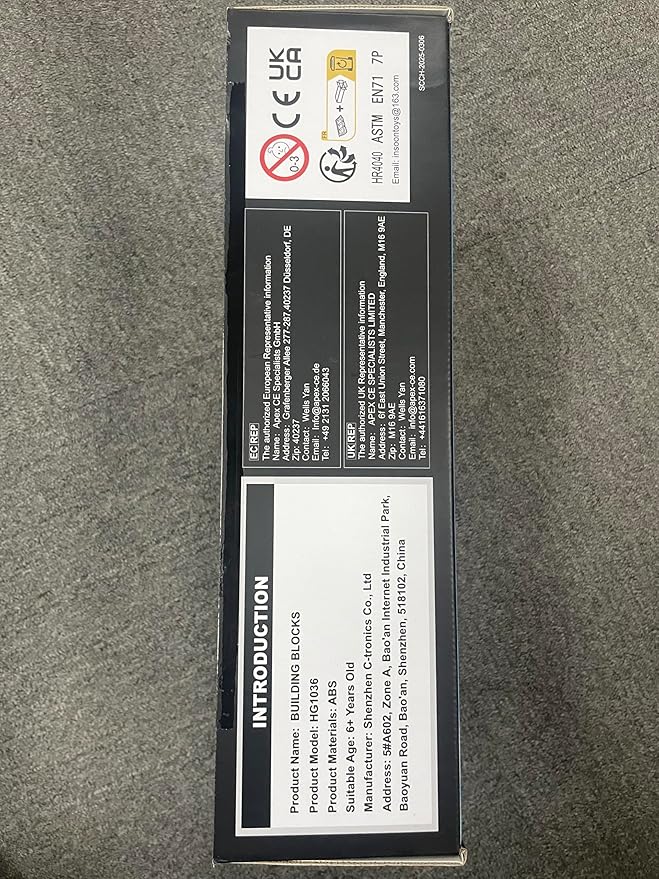 INTRODUCTION
Product Name: BUILDING BLOCKS
Product Model: HG1036
Product Materials: ABS
Suitable Age: 6+ Years Old
Manufacturer: Shenzhen C-tronics Co., Ltd
Address: 5#A602, Zone A, Bao'an Internet Industrial Park,
Baoyuan Road, Bao'an, Shenzhen, 518102, China
EC REP
The authorized European Representative information
Name: Apex CE Specialists GmbH
Address: Grafenberger Allee 277-287,40237 Düsseldorf, DE
Zip: 40237
Contact: Wells Yan
Email: Info@apex-ce.de
Tel: +49 2131 2066043
UK REP
The authorized UK Representative information
Name: APEX CE SPECIALISTS LIMITED
Address: 6f East Union Street, Manchester, England, M16 9AE
Zip: M16 9AE
Contact: Wells Yan
Email: info@apex-ce.com
Tel: +441616371080
0-3
CE
UK
CA
FR
HR4040 ASTM EN71 7P
Email: insoontoys@163.com
SCCH-2025-0306